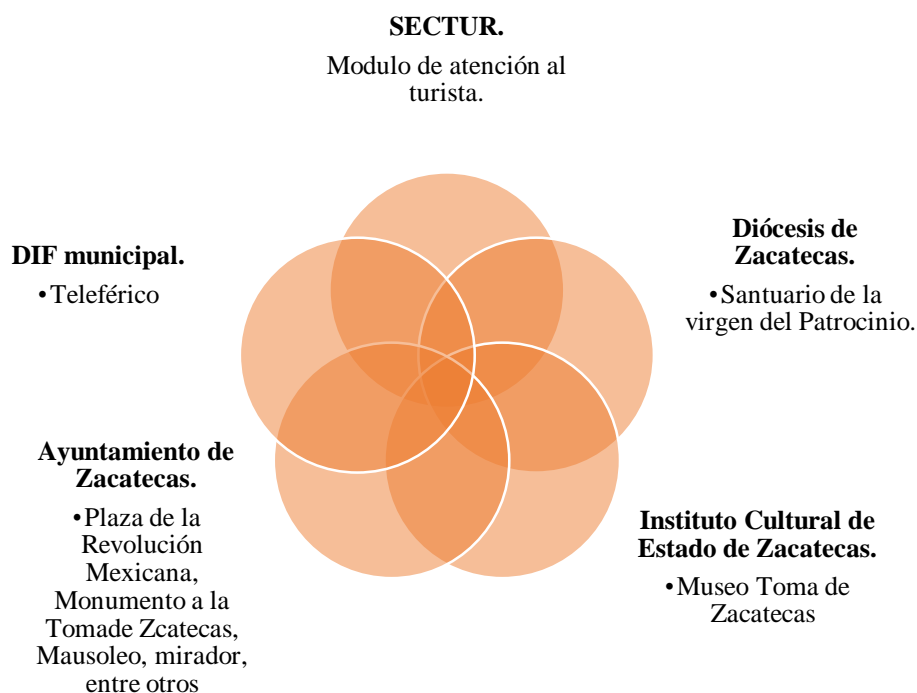 SECTUR.
Modulo de atención al
turista.
Diócesis de
Zacatecas.
•Santuario de la
virgen del Patrocinio.
Instituto Cultural de
Estado de Zacatecas.
•Museo Toma de
Zacatecas
Ayuntamiento de
Zacatecas.
•Plaza de la
Revolución
Mexicana,
Monumento a la
Tomade Zcatecas,
Mausoleo, mirador,
entre otros
DIF municipal.
•Teleférico